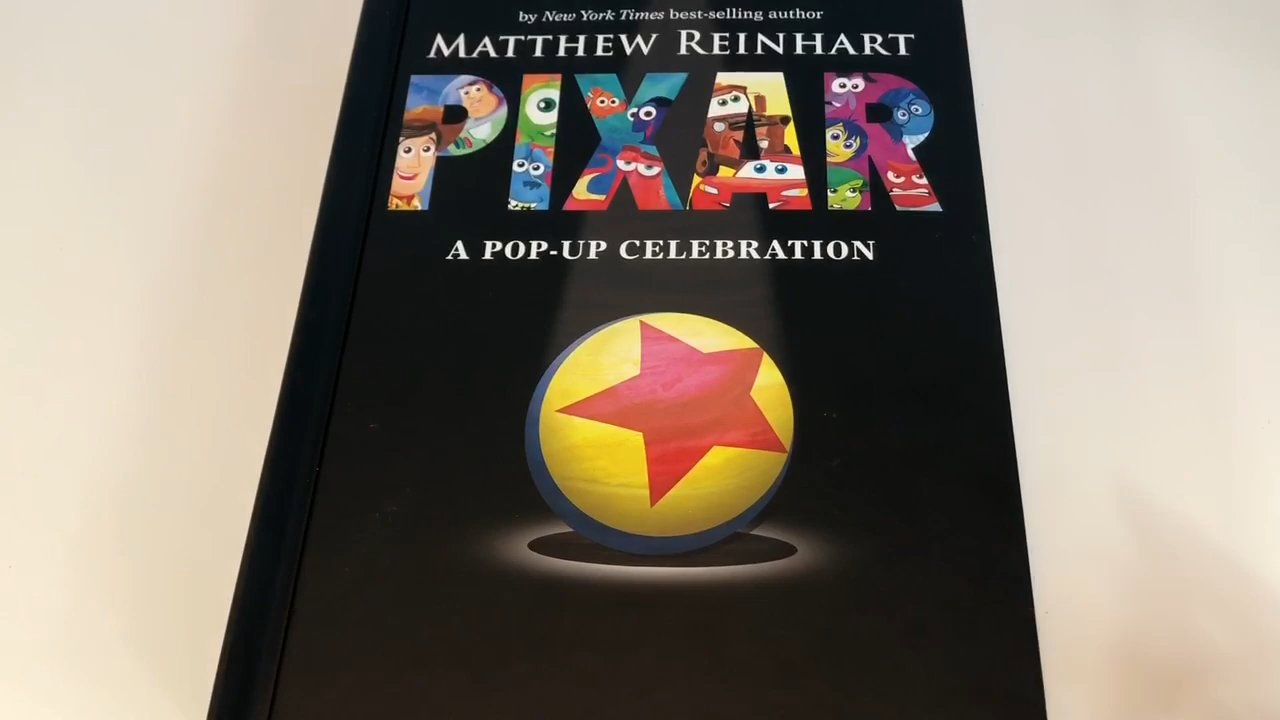 by New York Times best-selling author
MATTHEW REINHART
PIXAR
A POP-UP CELEBRATION